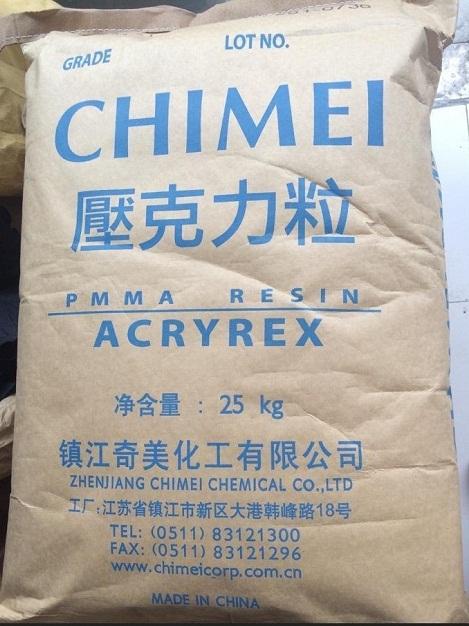 GRADE
LOT NO.
CHIMEI
壓克力粒
PMMA RESIN
ACRYREX
净含量 : 25 kg
镇江奇美化工有限公司
ZHENJIANG CHIMEI CHEMICAL CO.,LTD
工厂:江苏省镇江市新区大港韩峰路18号
TEL: (0511) 83121300
FAX: (0511) 83121296
www.chimeicorp.com.cn
MADE IN CHINA